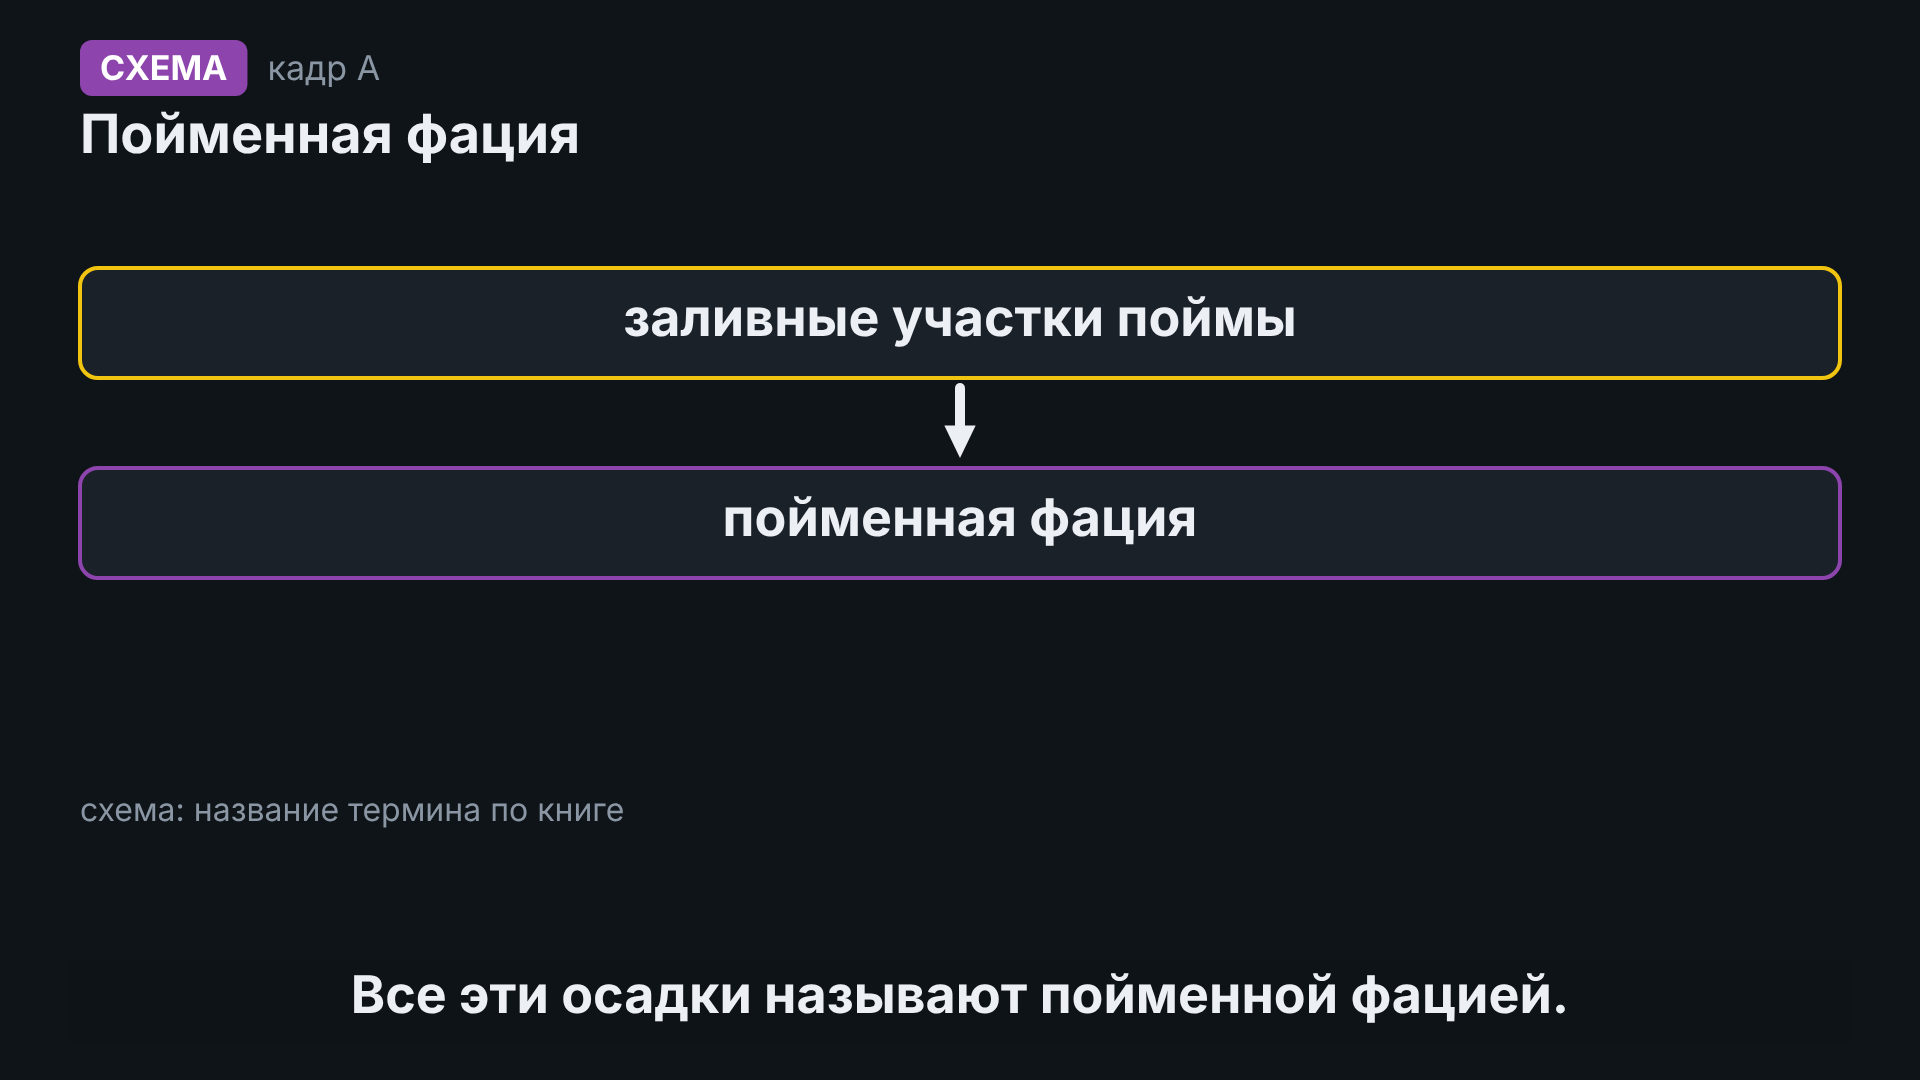 СХЕМА кадр А
Пойменная фация
заливные участки поймы
пойменная фация
схема: название термина по книге
Все эти осадки называют пойменной фацией.